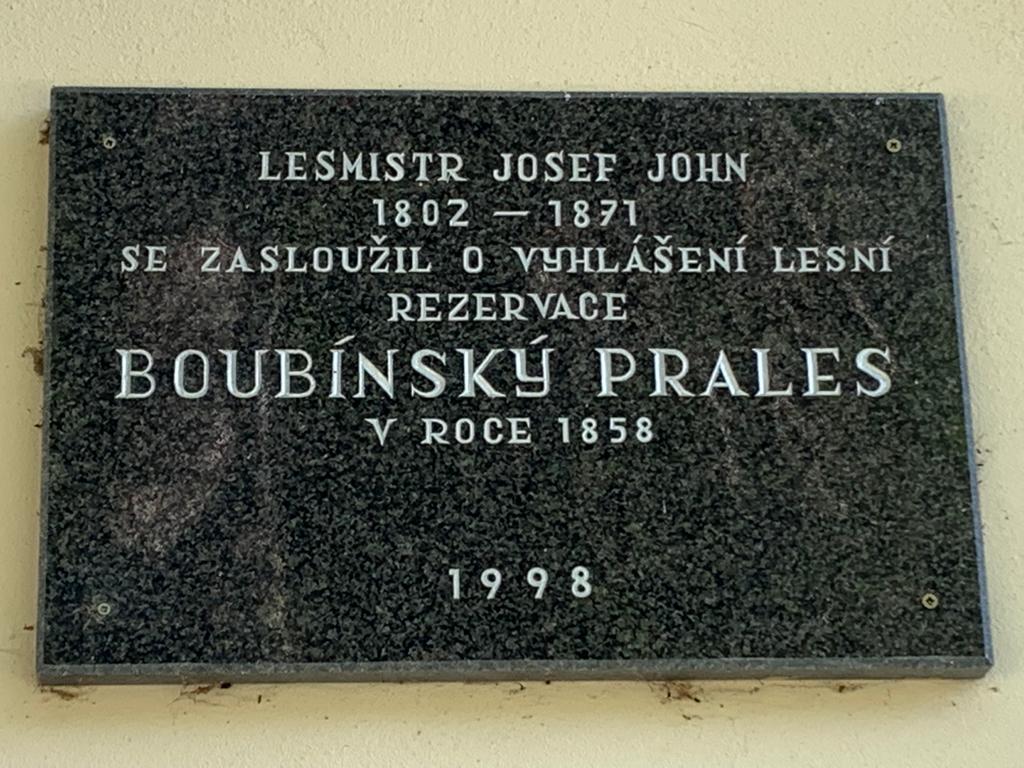 LESMISTR JOSEF JOHN
1802 — 1871
SE ZASLOUŽIL O VYHLÁŠENÍ LESNÍ
REZERVACE
BOUBÍNSKÝ PRALES
V ROCE 1858
1998